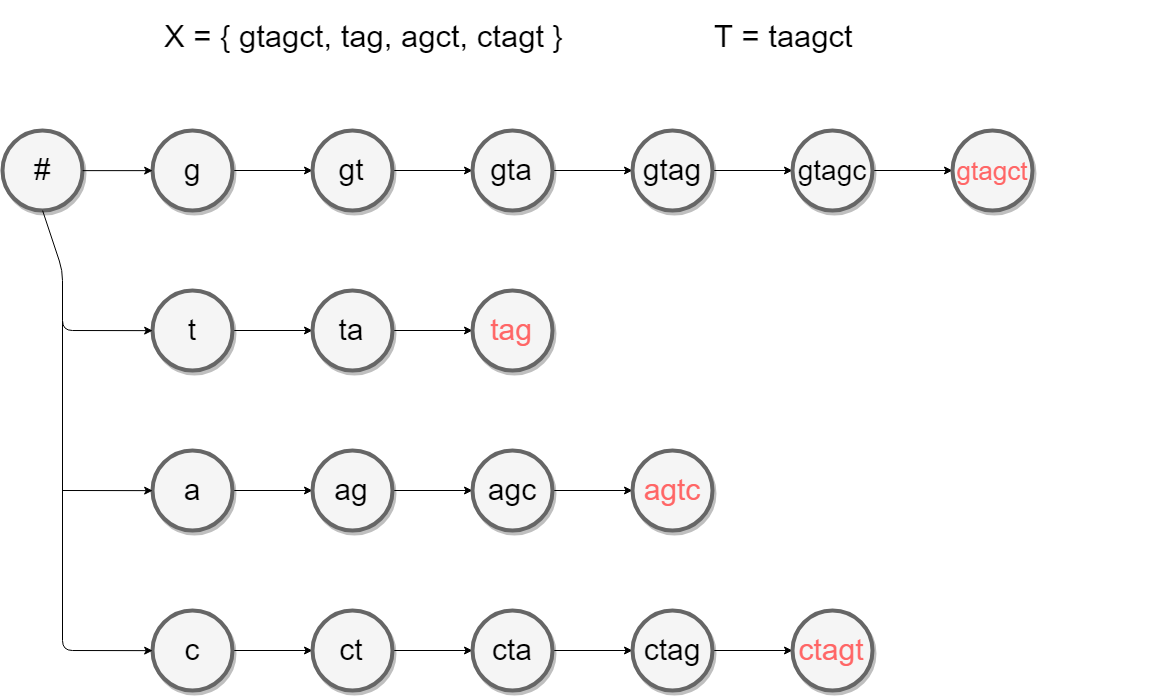 X = { gtagct, tag, agct, ctagt } T = taagct
# g gt gta gtag gtagc gtagct
t ta tag
a ag agc agtc
c ct cta ctag ctagt